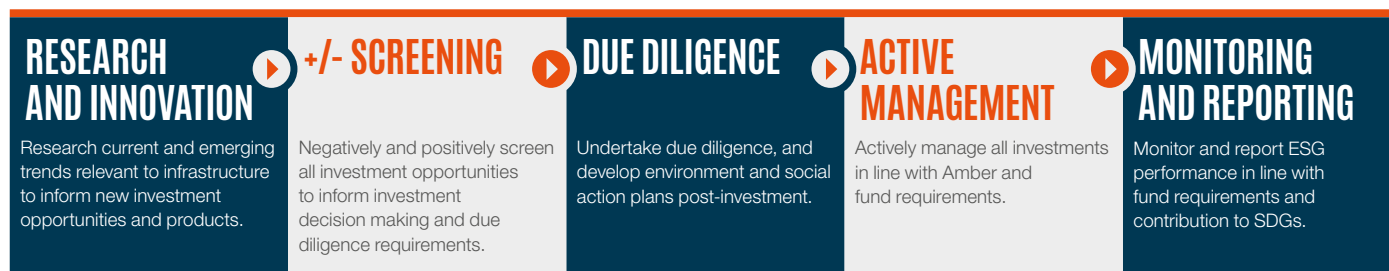 RESEARCH
AND INNOVATION
Research current and emerging
trends relevant to infrastructure
to inform new investment
opportunities and products.
+/- SCREENING
Negatively and positively screen
all investment opportunities
to inform investment
decision making and due
diligence requirements.
DUE DILIGENCE
Undertake due diligence, and
develop environment and social
action plans post-investment.
ACTIVE
MANAGEMENT
Actively manage all investments
in line with Amber and
fund requirements.
MONITORING
AND REPORTING
Monitor and report ESG
performance in line with
fund requirements and
contribution to SDGs.